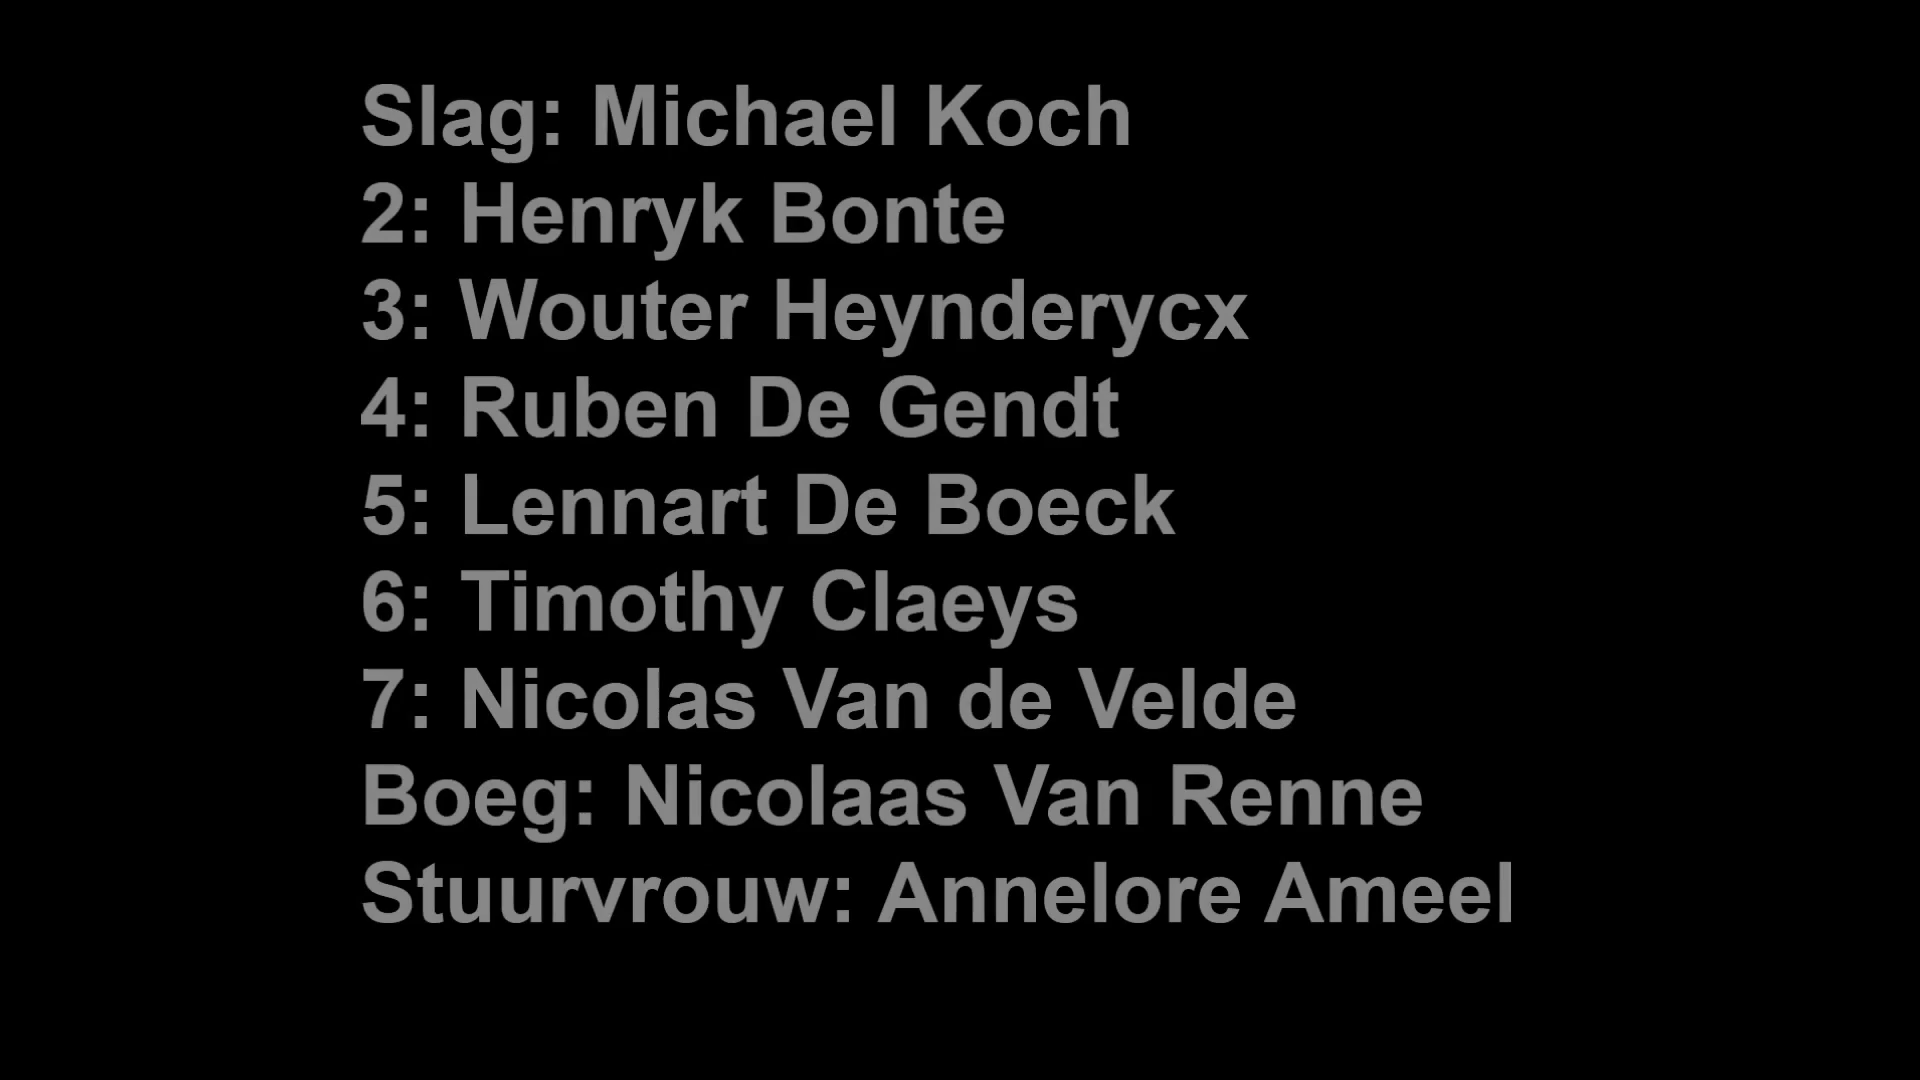 Slag: Michael Koch
2: Henryk Bonte
3: Wouter Heynderycx
4: Ruben De Gendt
5: Lennart De Boeck
6: Timothy Claeys
7: Nicolas Van de Velde
Boeg: Nicolaas Van Renne
Stuurvrouw: Annelore Ameel